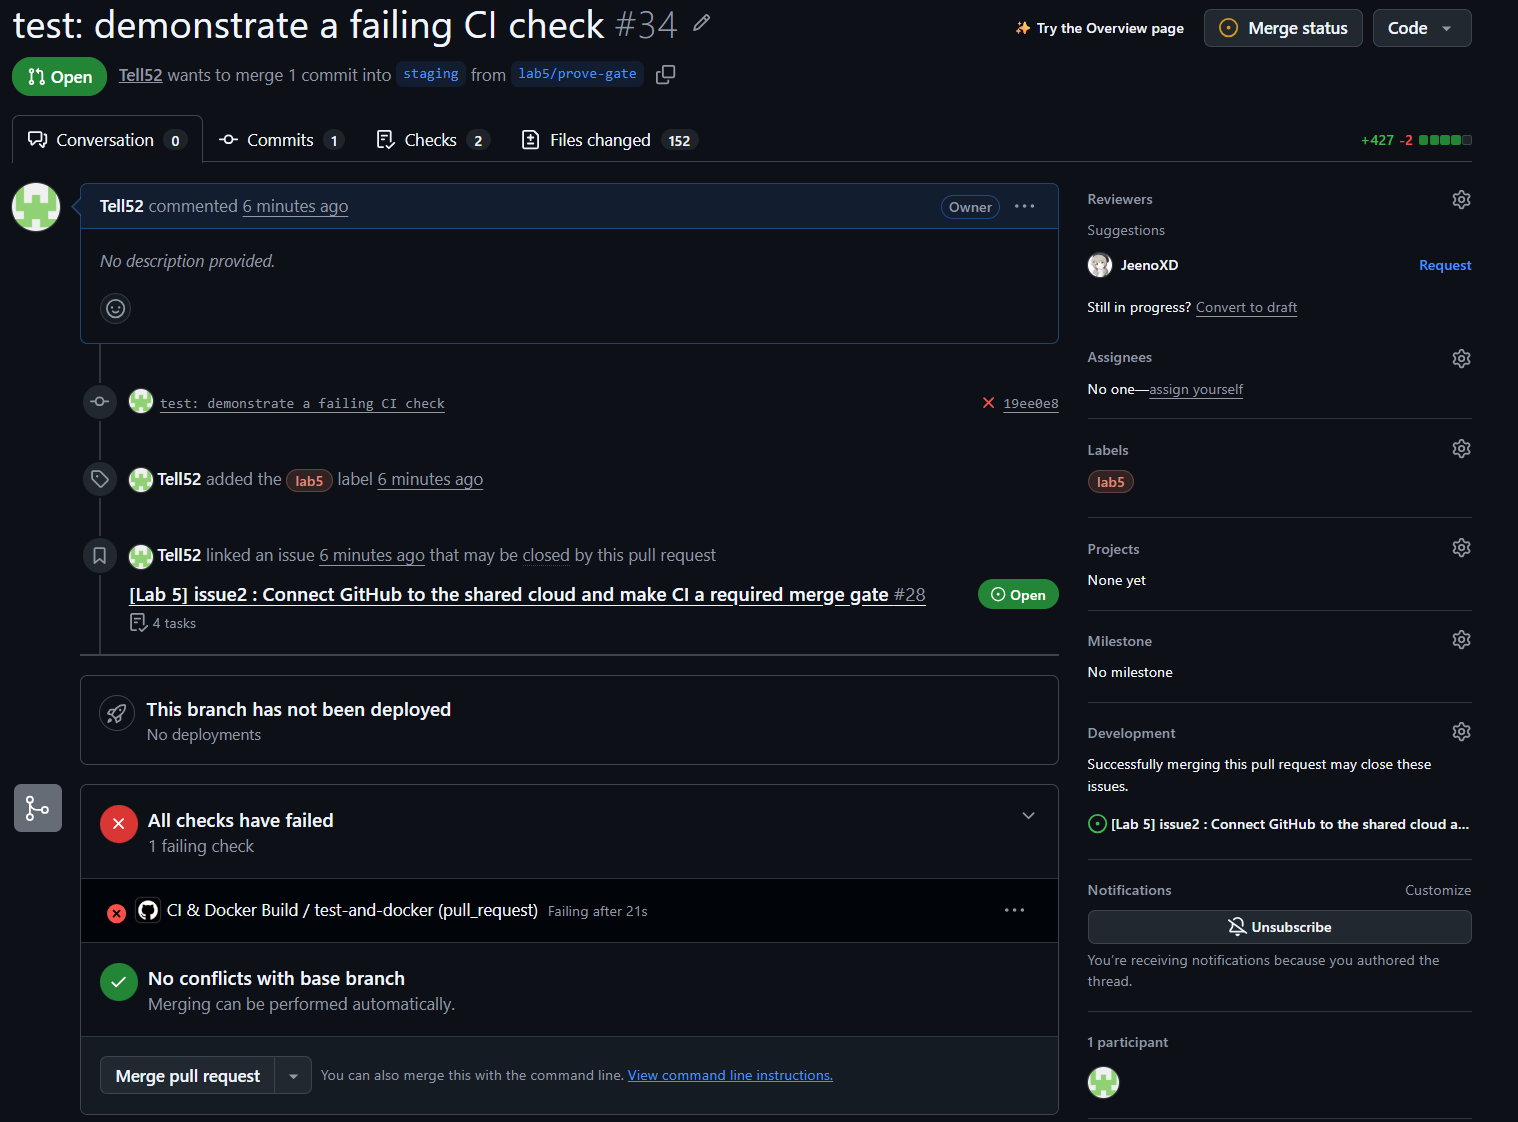 test: demonstrate a failing CI check #34
Try the Overview page
Merge status
Code
Open
Tell52 wants to merge 1 commit into staging from lab5/prove-gate
Conversation 0
Commits 1
Checks 2
Files changed 152
+427 -2
Tell52 commented 6 minutes ago
Owner
No description provided.
test: demonstrate a failing CI check
19ee0e8
Tell52 added the lab5 label 6 minutes ago
Tell52 linked an issue 6 minutes ago that may be closed by this pull request
[Lab 5] issue2 : Connect GitHub to the shared cloud and make CI a required merge gate #28
Open
4 tasks
This branch has not been deployed
No deployments
All checks have failed
1 failing check
CI & Docker Build / test-and-docker (pull_request) Failing after 21s
No conflicts with base branch
Merging can be performed automatically.
Merge pull request
You can also merge this with the command line. View command line instructions.
Reviewers
Suggestions
JeenoXD
Request
Still in progress? Convert to draft
Assignees
No one—assign yourself
Labels
lab5
Projects
None yet
Milestone
No milestone
Development
Successfully merging this pull request may close these
issues.
[Lab 5] issue2 : Connect GitHub to the shared cloud a...
Notifications
Customize
Unsubscribe
You're receiving notifications because you authored the
thread.
1 participant